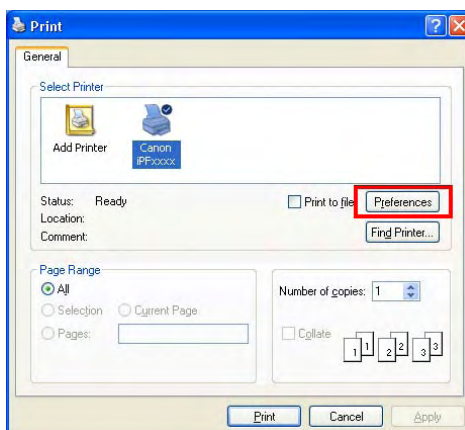 Print
General
Select Printer
Add Printer
Canon
iPFxxxx
Status: Ready
Print to file
Preferences
Location:
Comment:
Find Printer...
Page Range
All
Selection
Current Page
Pages:
Number of copies: 1
Collate
1 1 2 2 3 3
Print
Cancel
Apply